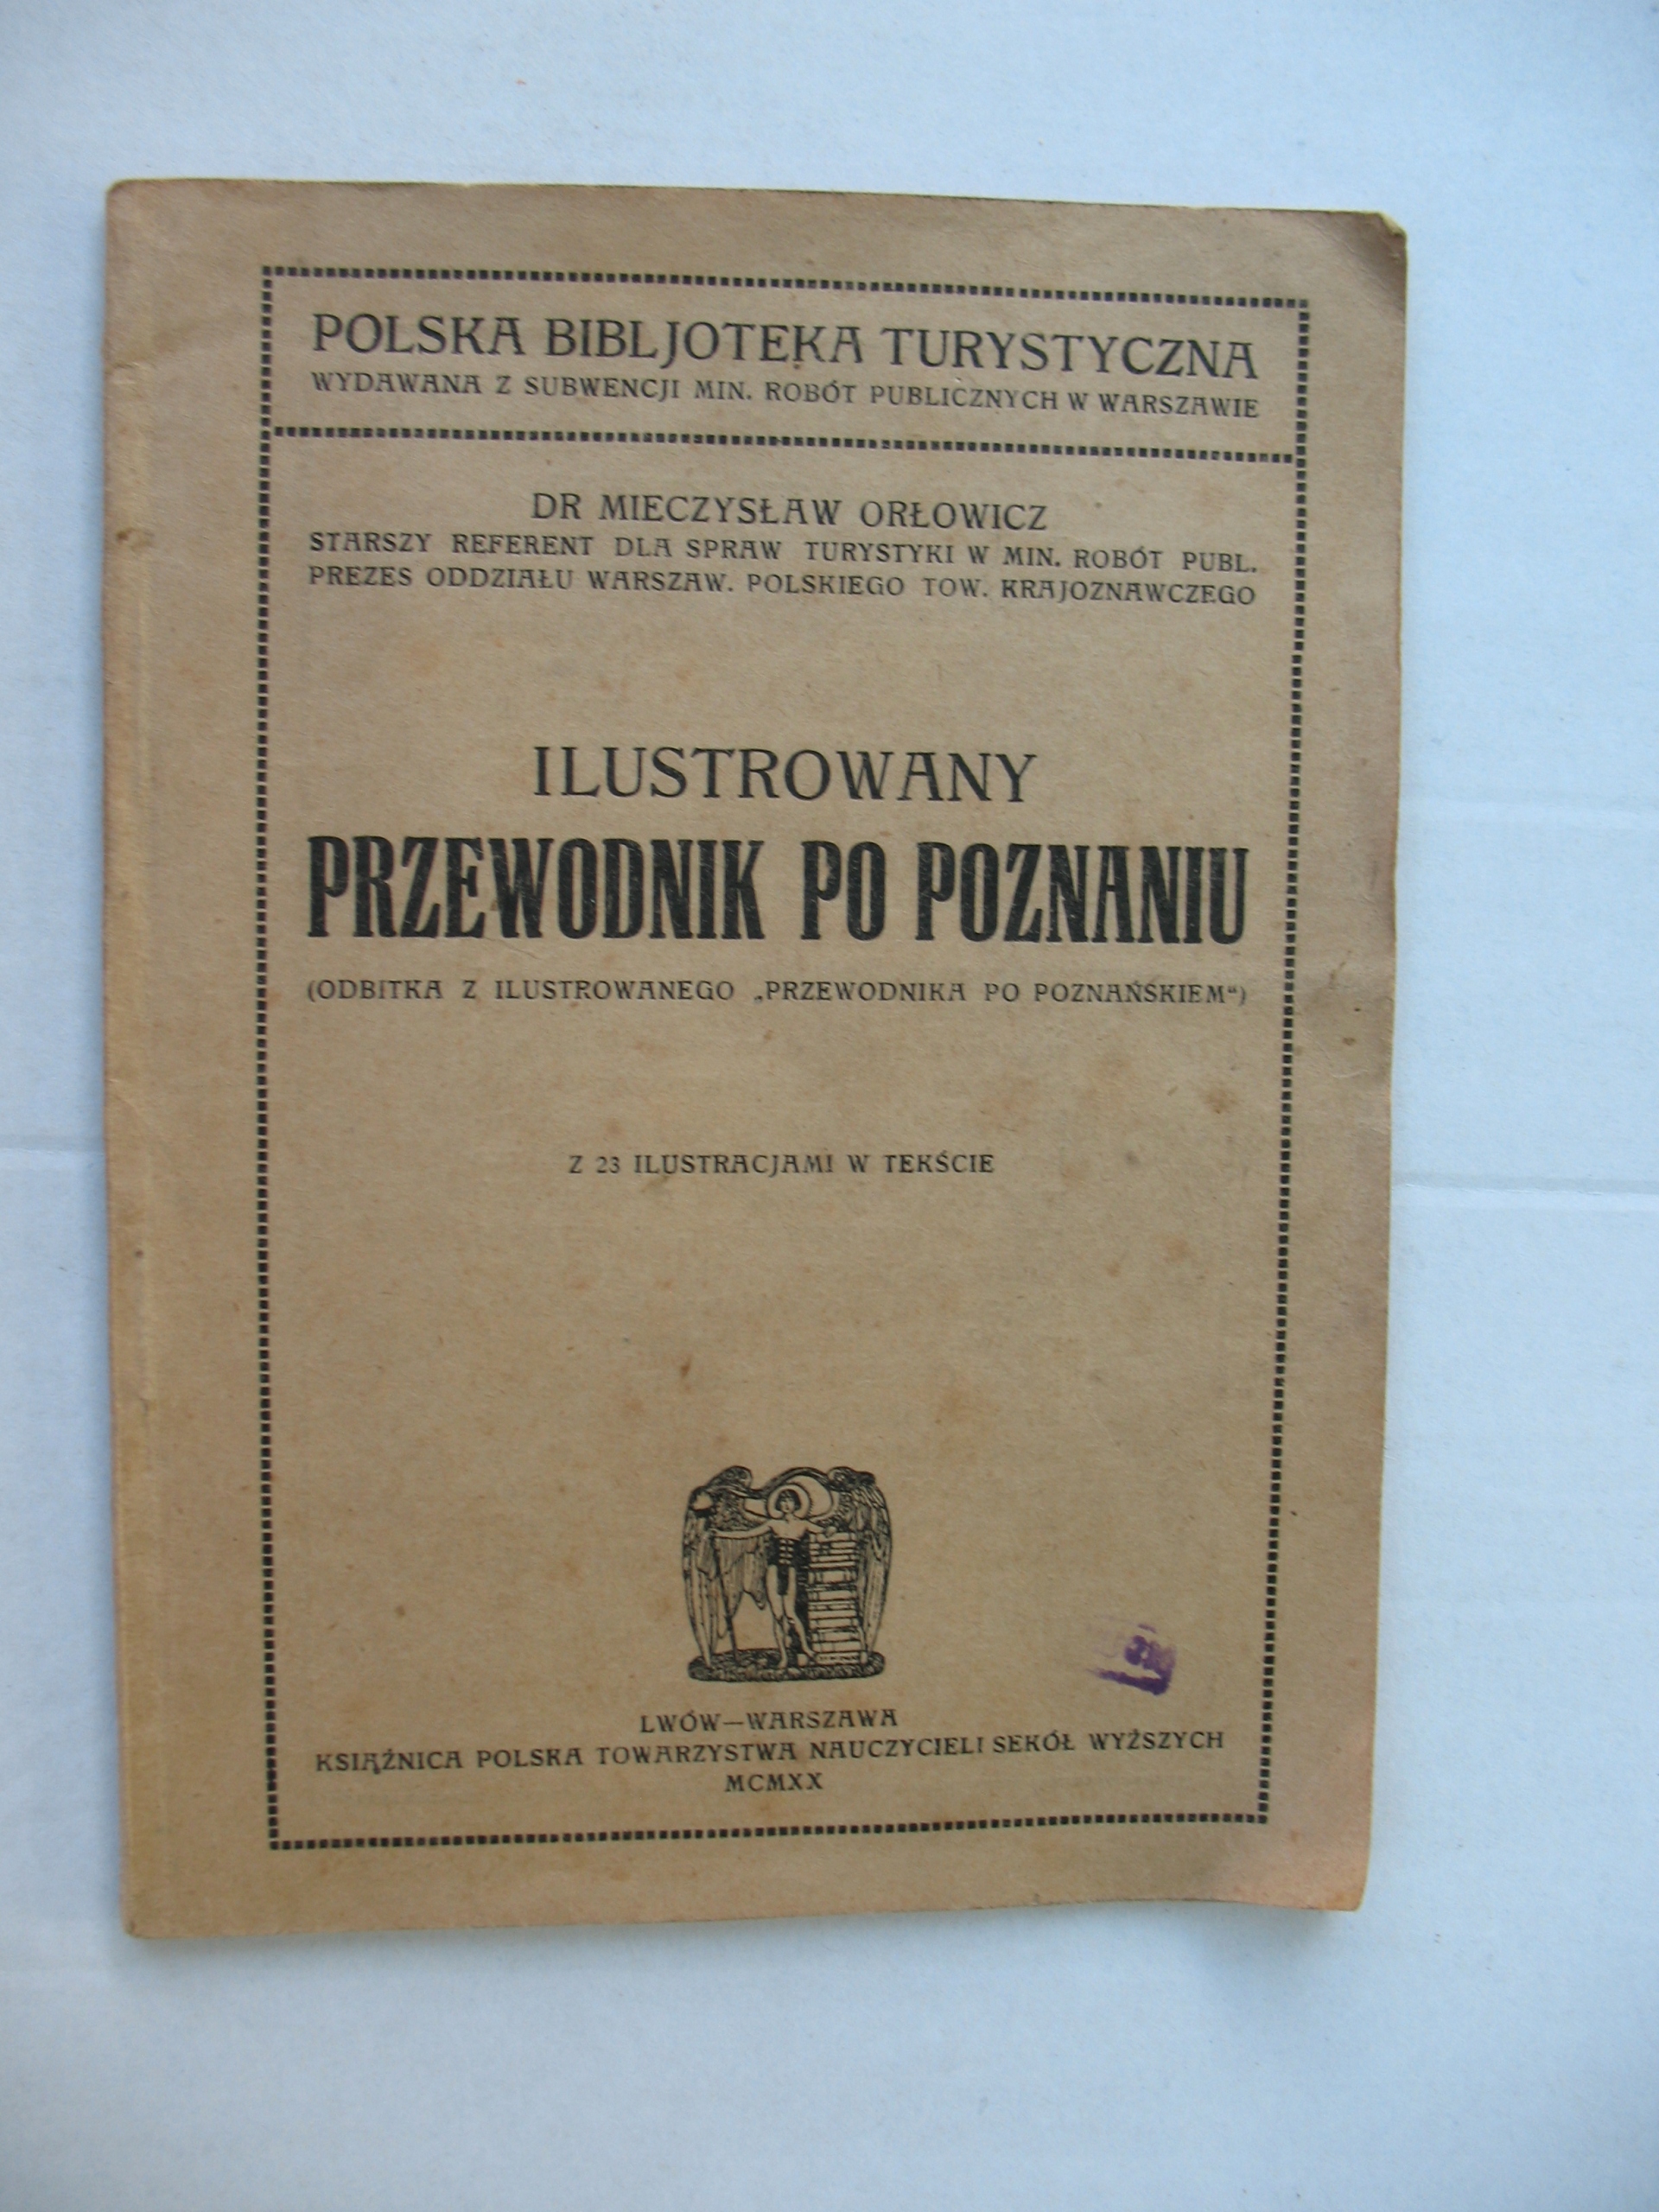 POLSKA BIBLJOTEKA TURYSTYCZNA
WYDAWANA Z SUBWENCJI MIN. ROBÓT PUBLICZNYCH W WARSZAWIE
DR MIECZYSŁAW ORŁOWICZ
STARSZY REFERENT DLA SPRAW TURYSTYKI W MIN. ROBÓT PUBL.
PREZES ODDZIAŁU WARSZAW. POLSKIEGO TOW. KRAJOZNAWCZEGO
ILUSTROWANY
PRZEWODNIK PO POZNANIU
(ODBITKA Z ILUSTROWANEGO „PRZEWODNIKA PO POZNAŃSKIEM“)
Z 23 ILUSTRACJAMI W TEKŚCIE
LWÓW—WARSZAWA
KSIĄŻNICA POLSKA TOWARZYSTWA NAUCZYCIELI SEKÓŁ WYŻSZYCH
MCMXX